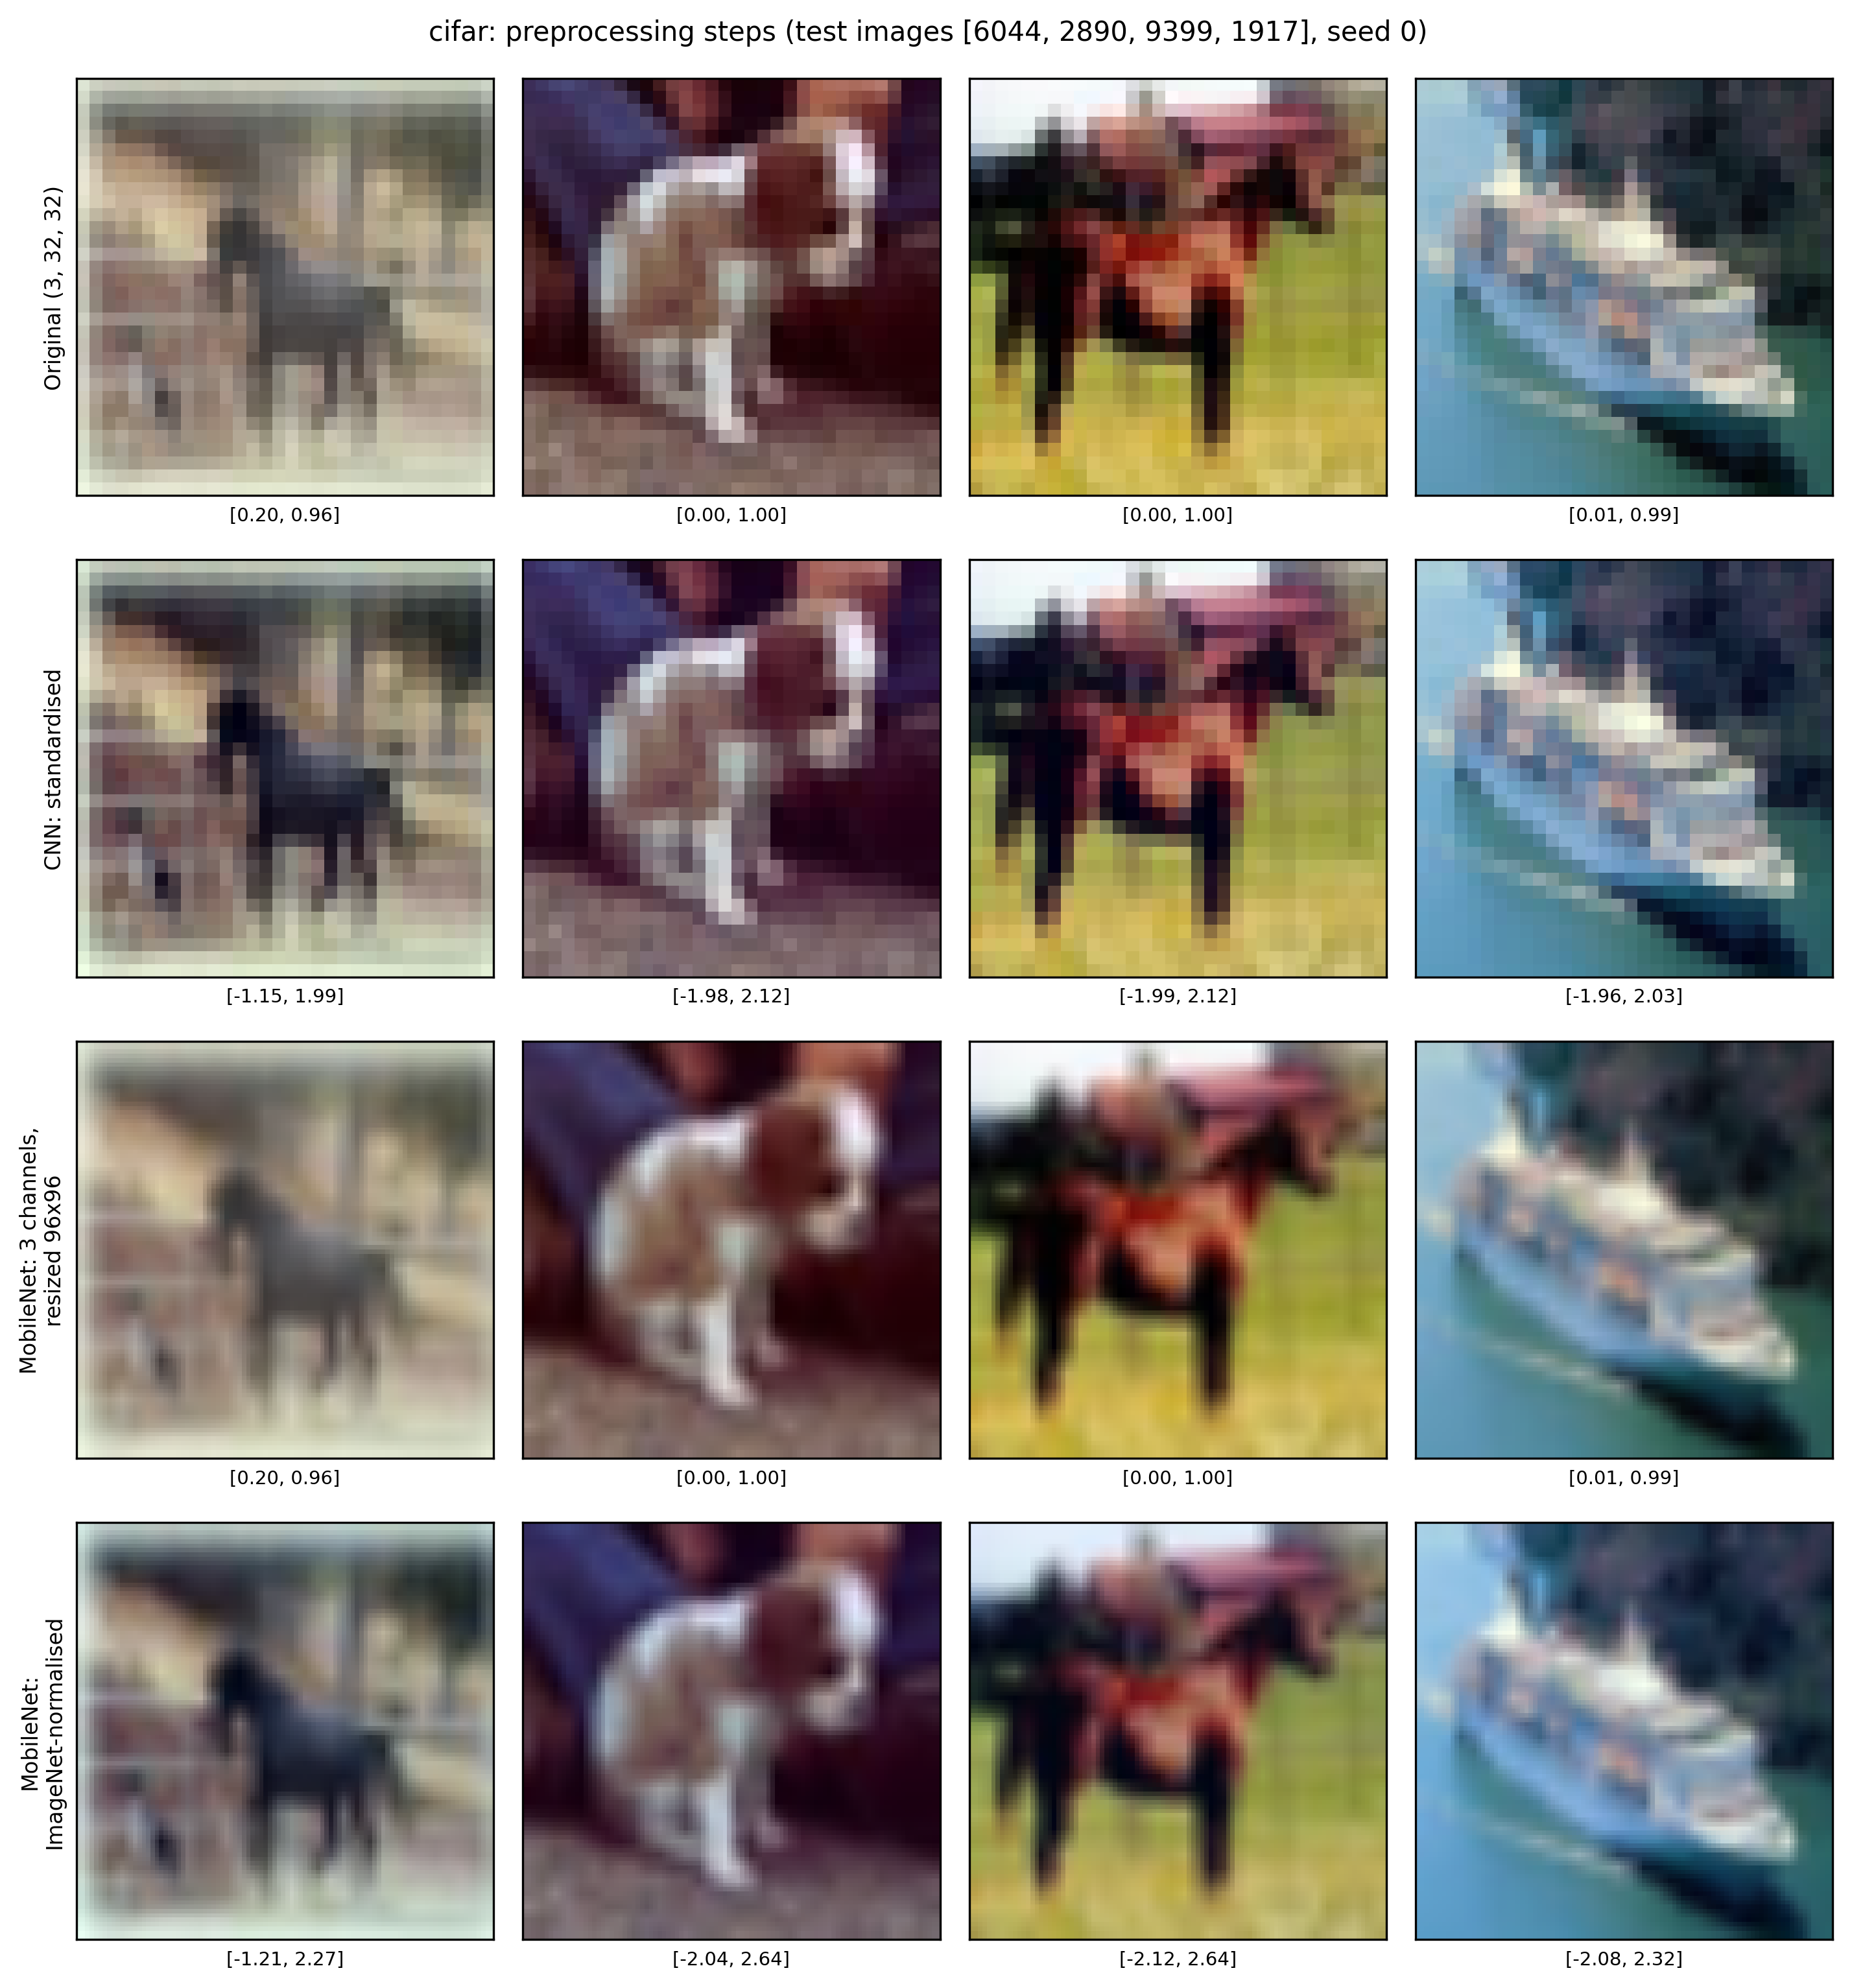 cifar: preprocessing steps (test images [6044, 2890, 9399, 1917], seed 0)
Original (3, 32, 32)
[0.20, 0.96]
[0.00, 1.00]
[0.00, 1.00]
[0.01, 0.99]
CNN: standardised
[-1.15, 1.99]
[-1.98, 2.12]
[-1.99, 2.12]
[-1.96, 2.03]
MobileNet: 3 channels,
resized 96x96
[0.20, 0.96]
[0.00, 1.00]
[0.00, 1.00]
[0.01, 0.99]
MobileNet:
ImageNet-normalised
[-1.21, 2.27]
[-2.04, 2.64]
[-2.12, 2.64]
[-2.08, 2.32]